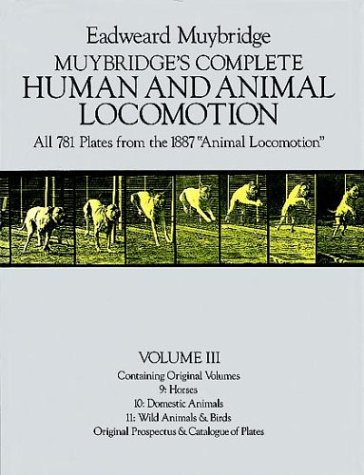 Eadweard Muybridge
MUYBRIDGE'S COMPLETE
HUMAN AND ANIMAL
LOCOMOTION
All 781 Plates from the 1887 "Animal Locomotion"
VOLUME III
Containing Original Volumes
9: Horses
10: Domestic Animals
11: Wild Animals & Birds
Original Prospectus & Catalogue of Plates